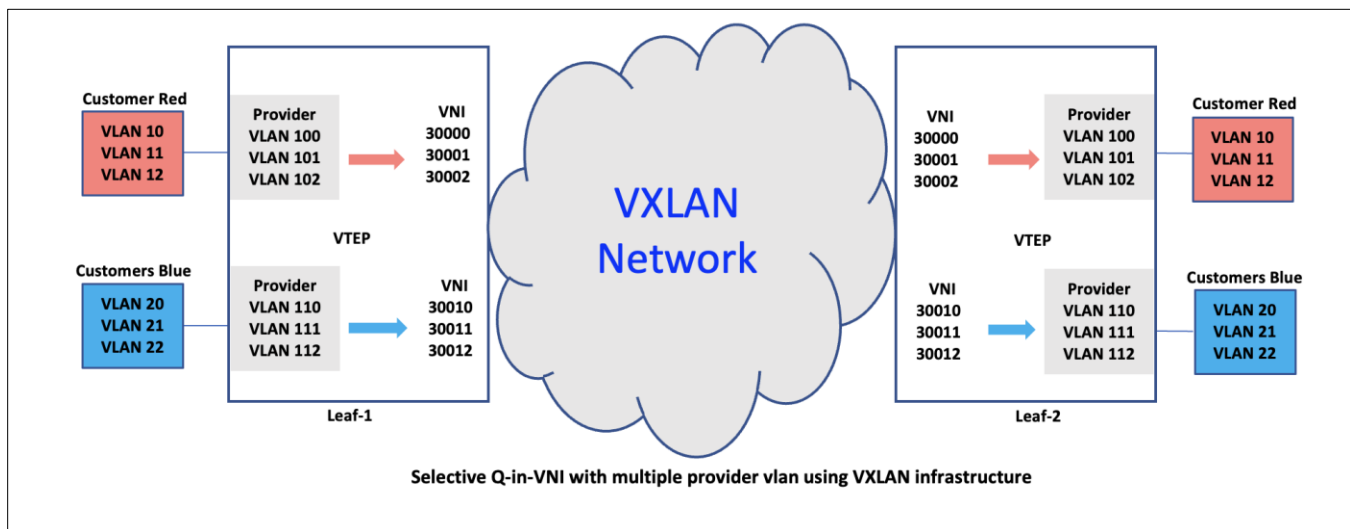 Customer Red
VLAN 10
VLAN 11
VLAN 12
Provider
VLAN 100
VLAN 101
VLAN 102
VNI
30000
30001
30002
VTEP
Customers Blue
VLAN 20
VLAN 21
VLAN 22
Provider
VLAN 110
VLAN 111
VLAN 112
VNI
30010
30011
30012
Leaf-1
VXLAN
Network
VNI
30000
30001
30002
Provider
VLAN 100
VLAN 101
VLAN 102
Customer Red
VLAN 10
VLAN 11
VLAN 12
VTEP
VNI
30010
30011
30012
Provider
VLAN 110
VLAN 111
VLAN 112
Customers Blue
VLAN 20
VLAN 21
VLAN 22
Leaf-2
Selective Q-in-VNI with multiple provider vlan using VXLAN infrastructure